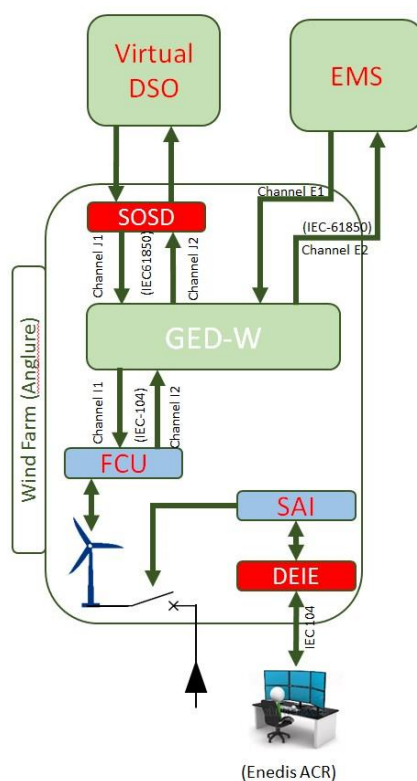 Virtual
DSO
EMS
Channel E1
(IEC-61850)
Channel E2
SOSD
Channel J1
(IEC61850)
Channel J2
GED-W
Wind Farm (Anglure)
Channel I1
(IEC-104)
Channel I2
FCU
SAI
DEIE
IEC 104
(Enedis ACR)